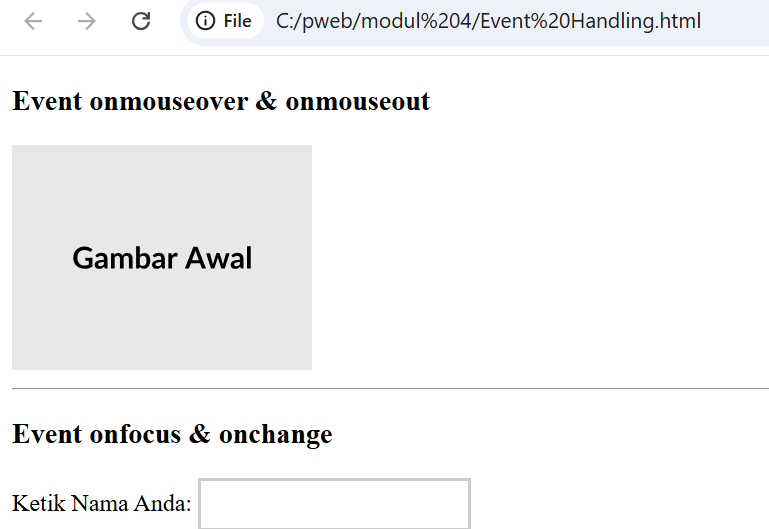 File C:/pweb/modul%204/Event%20Handling.html
Event onmouseover & onmouseout
Gambar Awal
Event onfocus & onchange
Ketik Nama Anda: